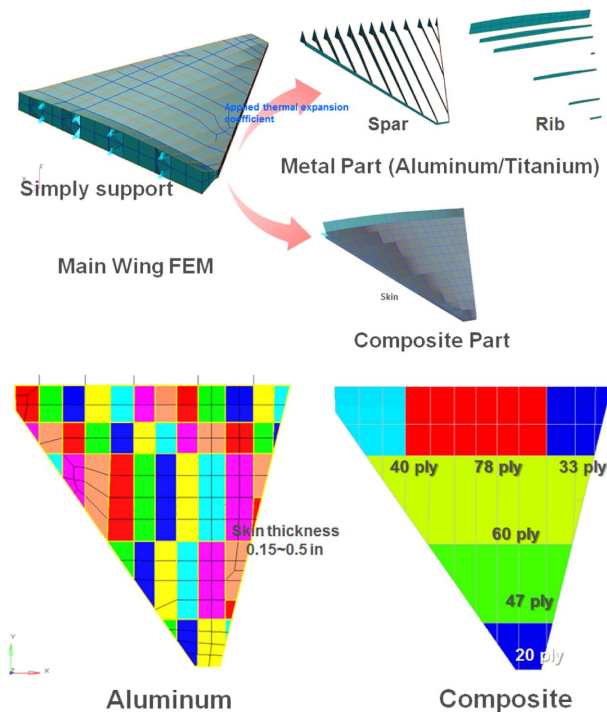 Applied thermal expansion
coefficient
Spar
Rib
Metal Part (Aluminum/Titanium)
Simply support
Z
Main Wing FEM
Skin
Composite Part
40 ply
78 ply
33 ply
Skin thickness
0.15~0.5 in
60 ply
47 ply
20 ply
Y
Z
X
Aluminum
Composite